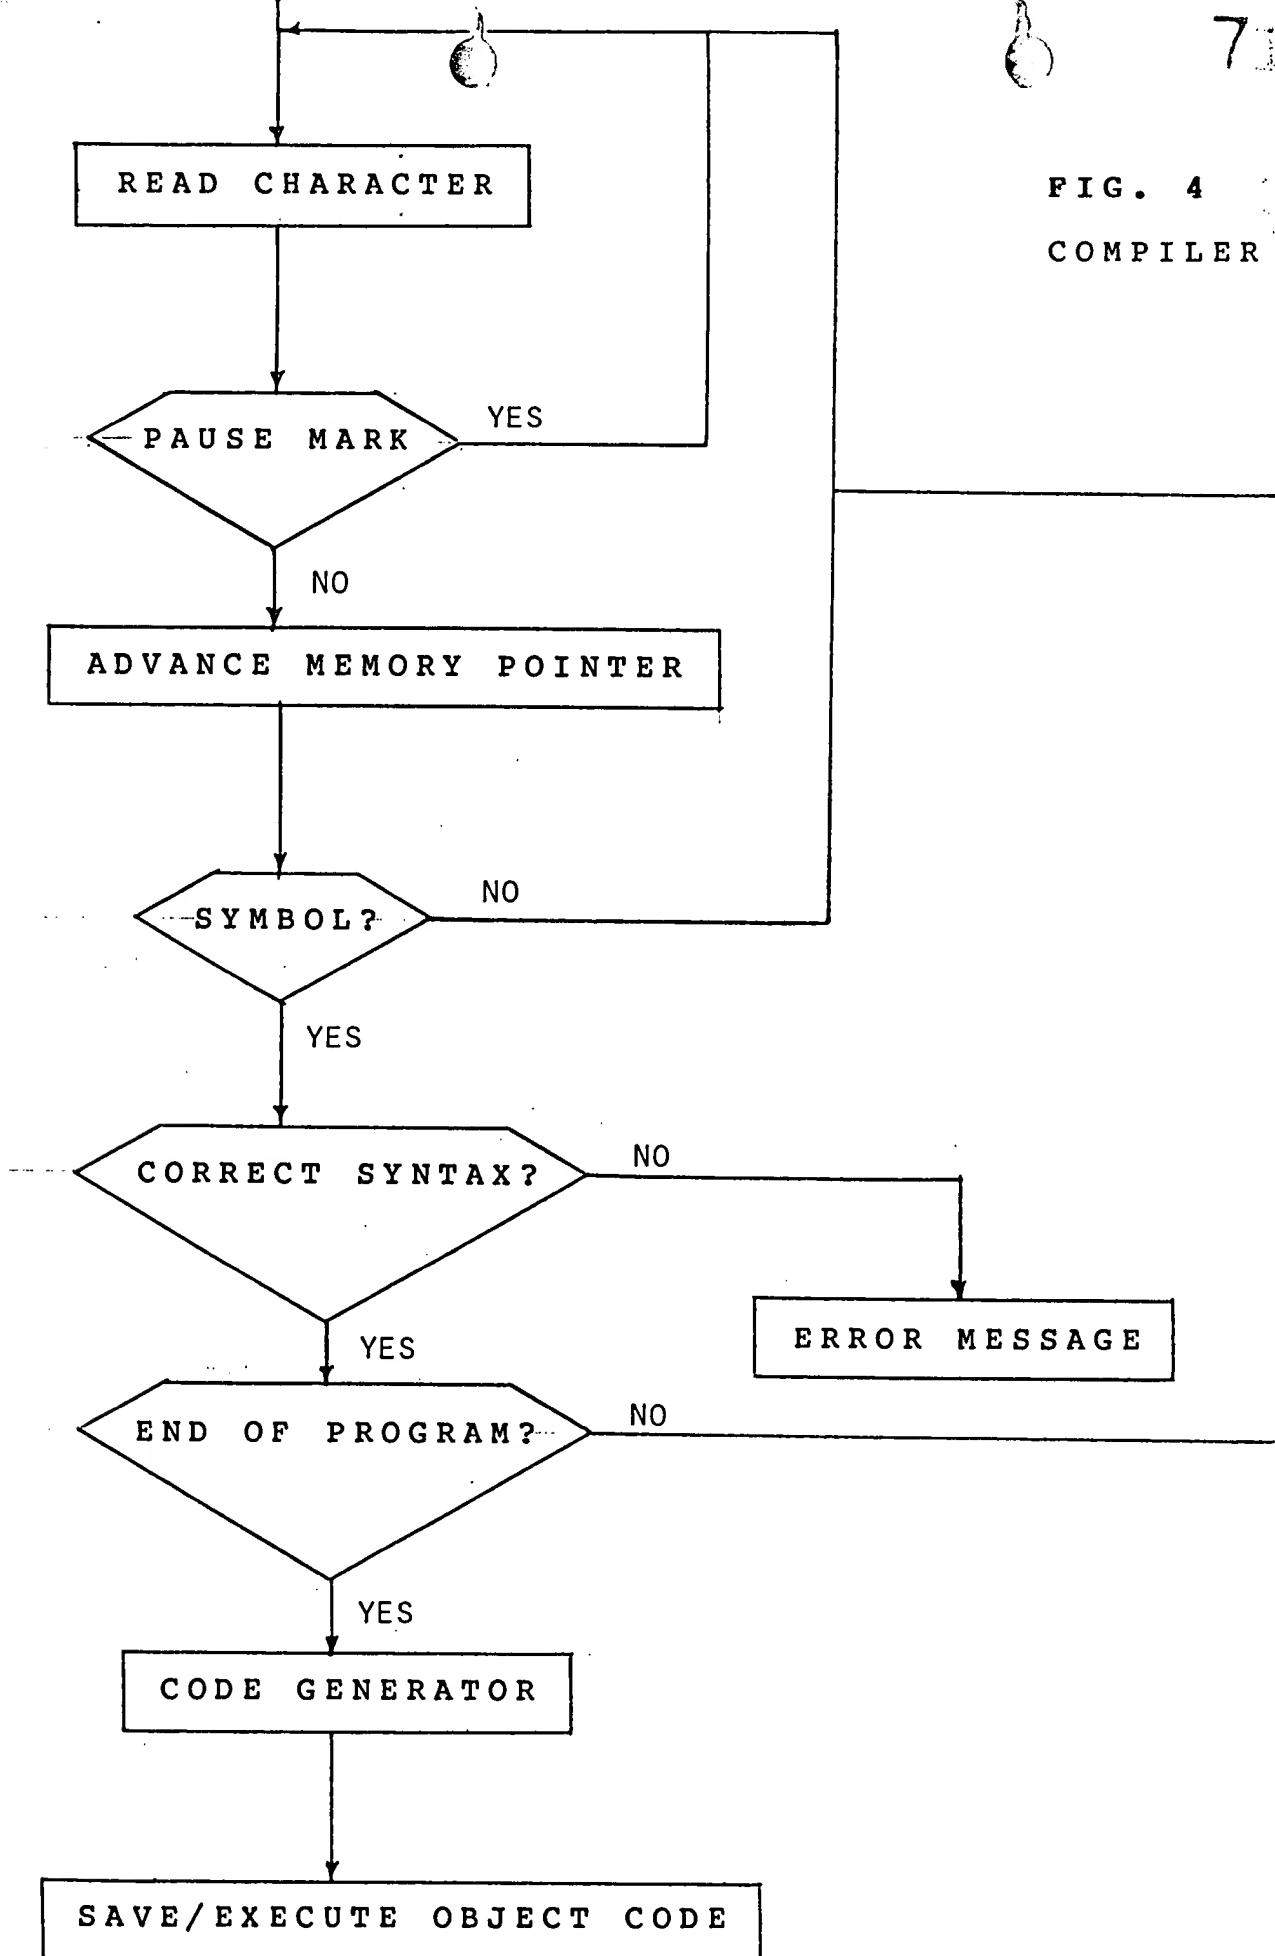 7
READ CHARACTER
FIG. 4
COMPILER
YES
PAUSE MARK
NO
ADVANCE MEMORY POINTER
NO
SYMBOL?
YES
NO
CORRECT SYNTAX?
ERROR MESSAGE
YES
NO
END OF PROGRAM?
YES
CODE GENERATOR
SAVE/EXECUTE OBJECT CODE